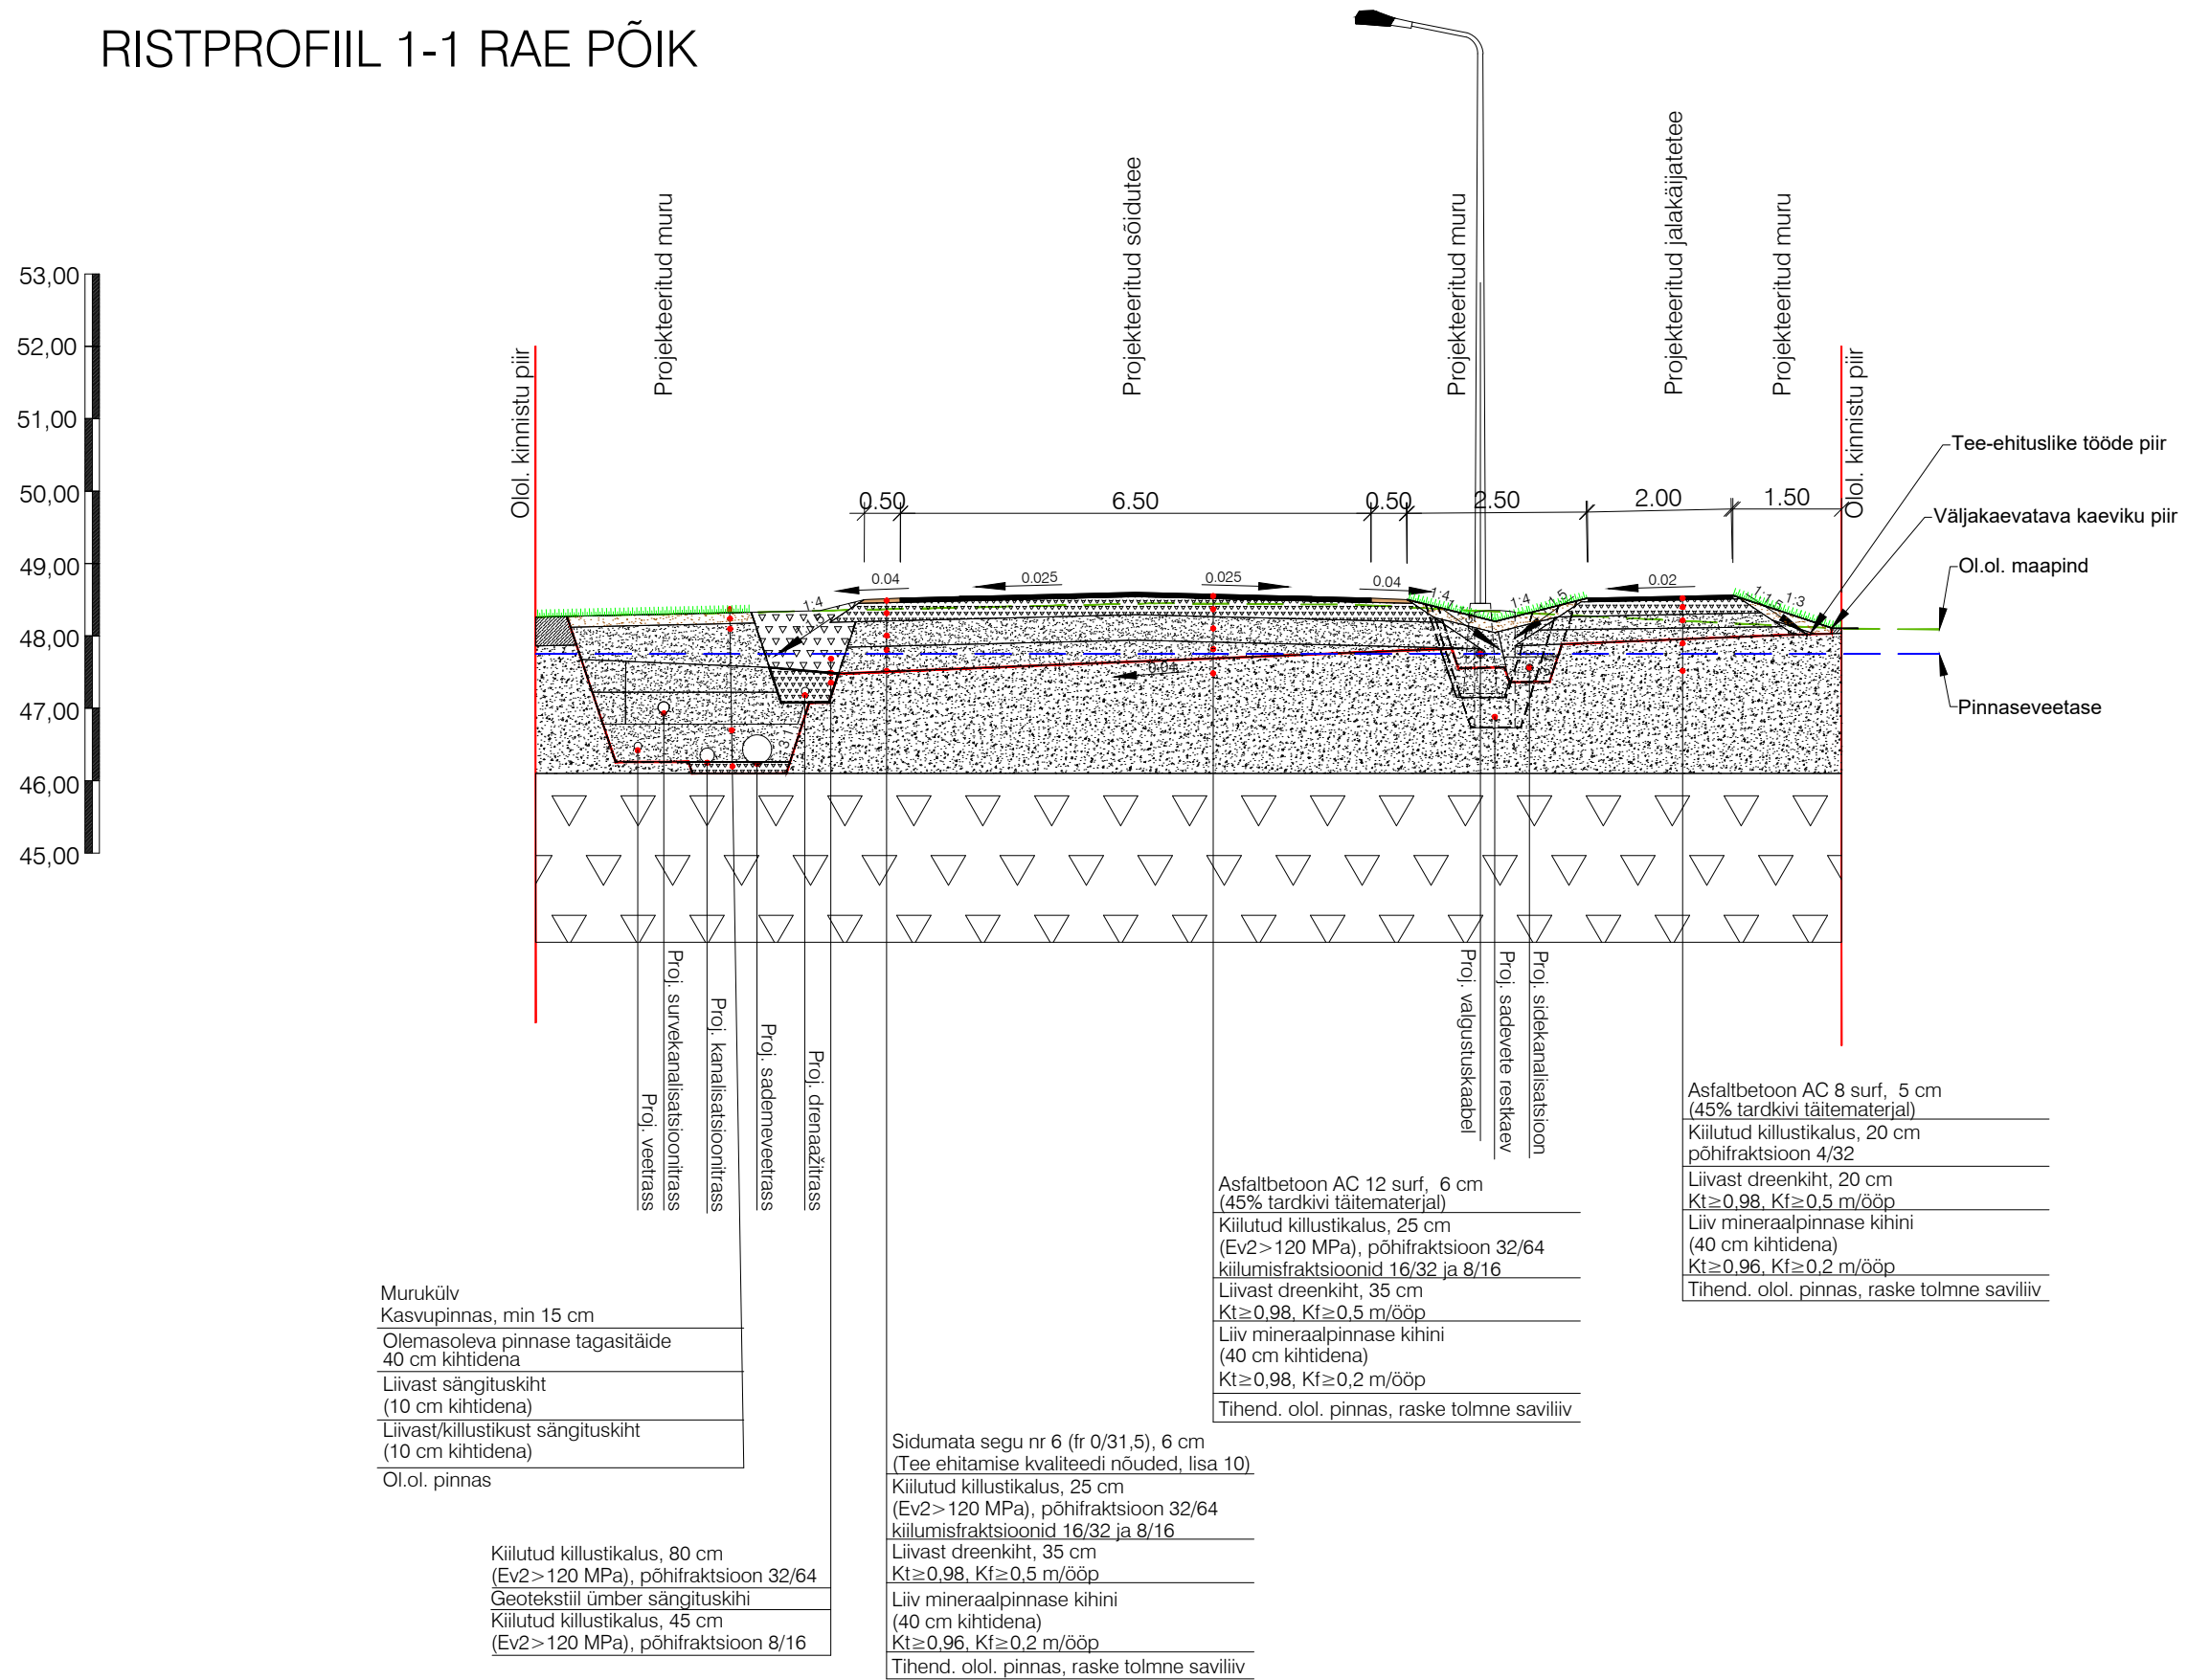 RISTPROFIIL 1-1 RAE PÕIK
53,00
52,00
51,00
50,00
49,00
48,00
47,00
46,00
45,00
Olol. kinnistu piir
Projekteeritud muru
Projekteeritud sõidutee
Projekteeritud muru
Projekteeritud jalakäijatetee
Projekteeritud muru
Olol. kinnistu piir
Tee-ehituslike tööde piir
Väljakaevatava kaeviku piir
Ol.ol. maapind
Pinnaseveetase
0.50
6.50
0.50
2.50
2.00
1.50
0.04
0.025
0.025
0.04
0.02
1:4
1:4
1:4
1:3
0.04
Proj. veetrass
Proj. survekanalisatsioonitrass
Proj. kanalisatsioonitrass
Proj. sademeveetrass
Proj. drenaažitrass
Proj. valgustuskaabel
Proj. sadevete restkaev
Proj. sidekanalisatsioon
Asfaltbetoon AC 8 surf, 5 cm
(45% tardkivi täitematerjal)
Kiilutud killustikalus, 20 cm
põhifraktsioon 4/32
Liivast dreenkiht, 20 cm
Kt≥0,98, Kf≥0,5 m/ööp
Liiv mineraalpinnase kihini
(40 cm kihtidena)
Kt≥0,96, Kf≥0,2 m/ööp
Tihend. olol. pinnas, raske tolmne saviliiv
Asfaltbetoon AC 12 surf, 6 cm
(45% tardkivi täitematerjal)
Kiilutud killustikalus, 25 cm
(Ev2>120 MPa), põhifraktsioon 32/64
kiilumisfraktsioonid 16/32 ja 8/16
Liivast dreenkiht, 35 cm
Kt≥0,98, Kf≥0,5 m/ööp
Liiv mineraalpinnase kihini
(40 cm kihtidena)
Kt≥0,98, Kf≥0,2 m/ööp
Tihend. olol. pinnas, raske tolmne saviliiv
Murukülv
Kasvupinnas, min 15 cm
Olemasoleva pinnase tagasitäide
40 cm kihtidena
Liivast sängituskiht
(10 cm kihtidena)
Liivast/killustikust sängituskiht
(10 cm kihtidena)
Ol.ol. pinnas
Sidumata segu nr 6 (fr 0/31,5), 6 cm
(Tee ehitamise kvaliteedi nõuded, lisa 10)
Kiilutud killustikalus, 25 cm
(Ev2>120 MPa), põhifraktsioon 32/64
kiilumisfraktsioonid 16/32 ja 8/16
Liivast dreenkiht, 35 cm
Kt≥0,98, Kf≥0,5 m/ööp
Liiv mineraalpinnase kihini
(40 cm kihtidena)
Kt≥0,96, Kf≥0,2 m/ööp
Tihend. olol. pinnas, raske tolmne saviliiv
Kiilutud killustikalus, 80 cm
(Ev2>120 MPa), põhifraktsioon 32/64
Geotekstiil ümber sängituskihi
Kiilutud killustikalus, 45 cm
(Ev2>120 MPa), põhifraktsioon 8/16